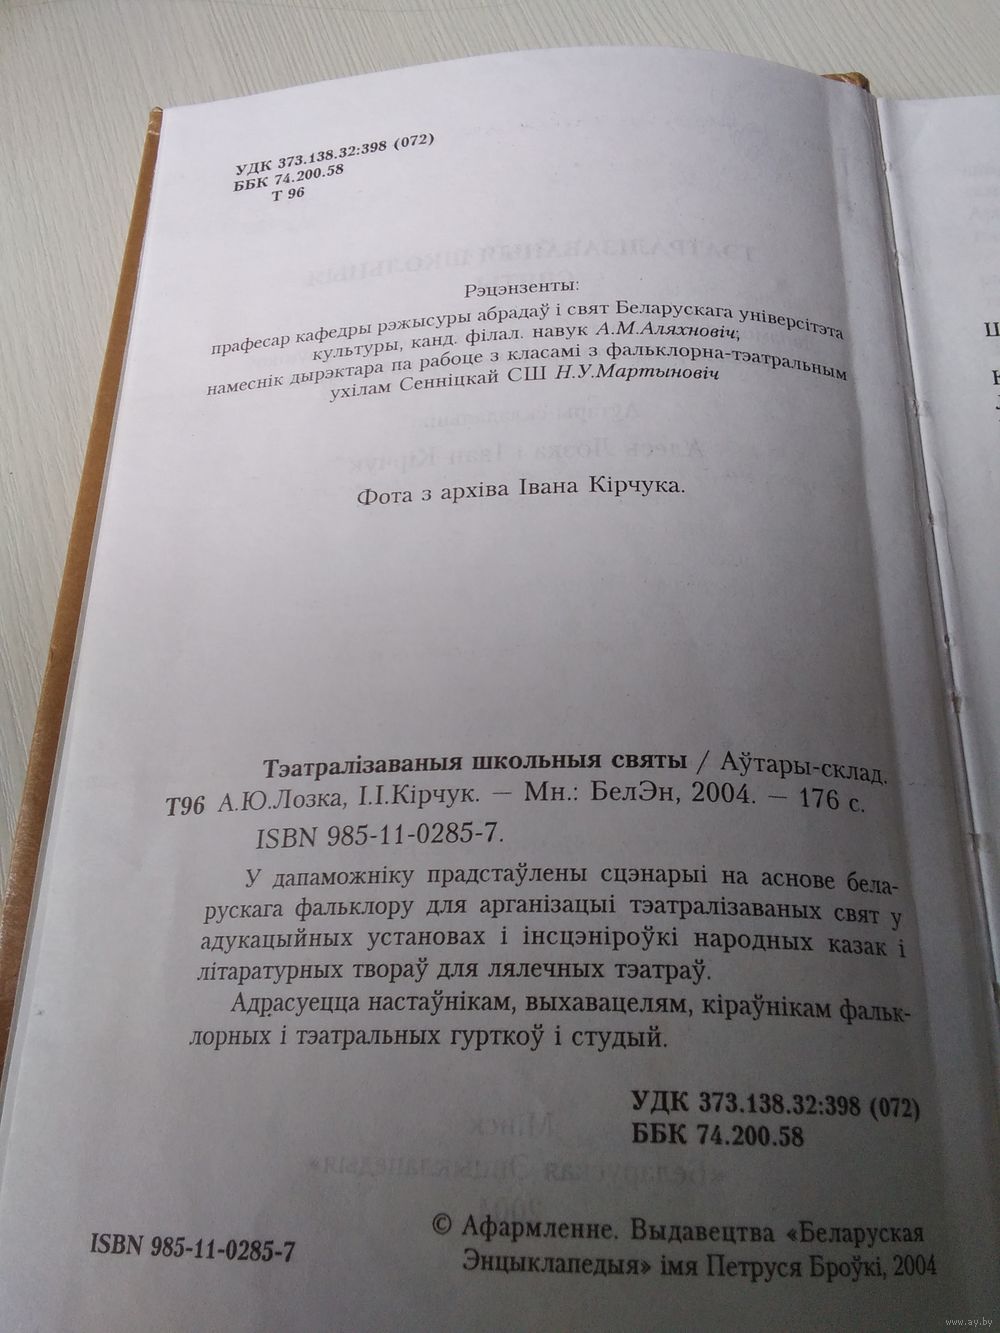 УДК 373.138.32:398 (072)
ББК 74.200.58
Т 96
Рэцэнзенты:
прафесар кафедры рэжысуры абрадаў і свят Беларускага універсітэта
культуры, канд. філал. навук А.М.Аляхновіч;
намеснік дырэктара па рабоце з класамі з фальклорна-тэатральным
ухілам Сенніцкай СШ Н.У.Мартыновіч
Фота з архіва Івана Кірчука.
Тэатралізаваныя школьныя святы / Аўтары-склад.
Т96 А.Ю.Лозка, І.І.Кірчук. — Мн.: БелЭн, 2004. — 176 с.
ISBN 985-11-0285-7.
У дапаможніку прадстаўлены сцэнарыі на аснове бела-
рускага фальклору для арганізацыі тэатралізаваных свят у
адукацыйных установах і інсцэніроўкі народных казак і
літаратурных твораў для лялечных тэатраў.
Адрасуецца настаўнікам, выхавацелям, кіраўнікам фальк-
лорных і тэатральных гурткоў і студый.
УДК 373.138.32:398 (072)
ББК 74.200.58
ISBN 985-11-0285-7
© Афармленне. Выдавецтва «Беларуская
Энцыклапедыя» імя Петруся Броўкі, 2004
www.ay.by